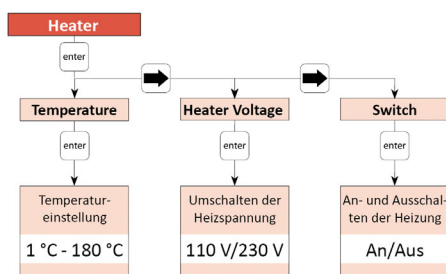 Heater
enter
Temperature
Heater Voltage
Switch
enter
enter
enter
Temperatur-
einstellung
1 °C - 180 °C
Umschalten der
Heizspannung
110 V/230 V
An- und Ausschal-
ten der Heizung
An/Aus